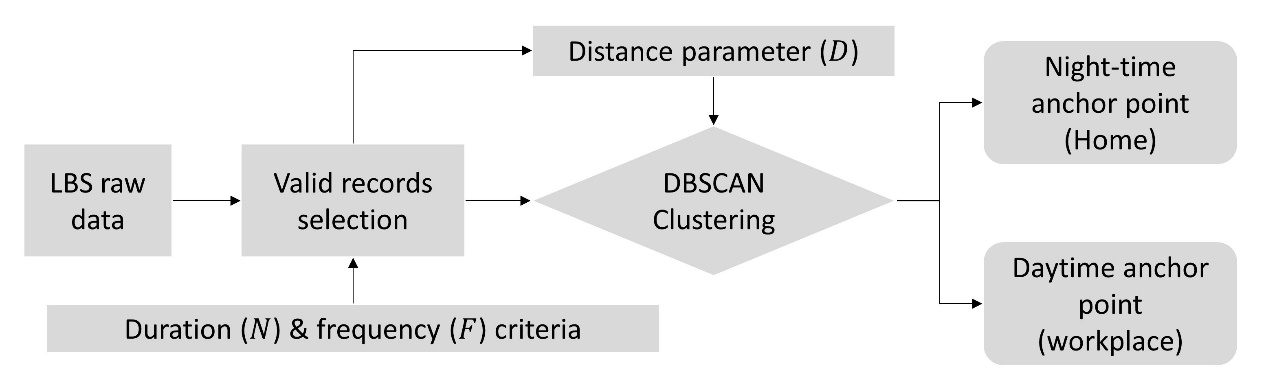 Distance parameter (D)
Night-time
anchor point
(Home)
LBS raw
data
Valid records
selection
DBSCAN
Clustering
Daytime anchor
point
(workplace)
Duration (N) & frequency (F) criteria